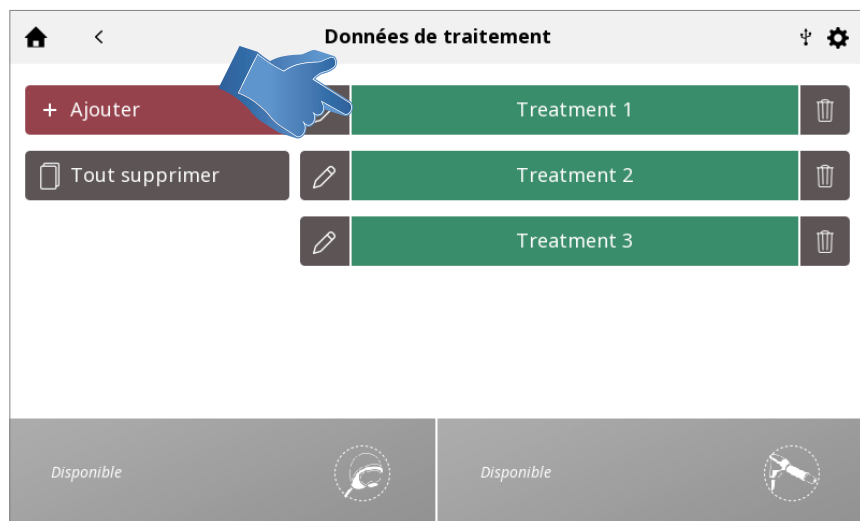 Données de traitement
+ Ajouter
Treatment 1
Tout supprimer
Treatment 2
Treatment 3
Disponible
Disponible